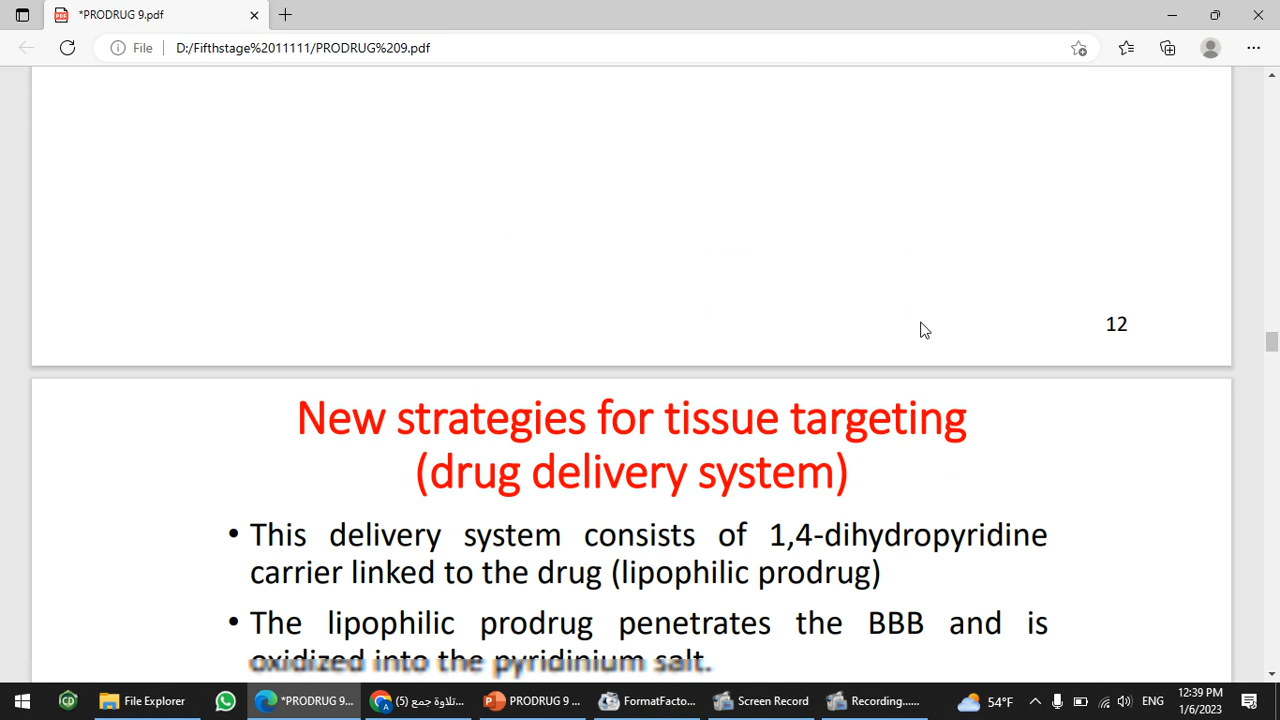 *PRODRUG 9.pdf
File
D:/Fifthstage%2011111/PRODRUG%209.pdf
12
New strategies for tissue targeting
(drug delivery system)
• This delivery system consists of 1,4-dihydropyridine
carrier linked to the drug (lipophilic prodrug)
• The lipophilic prodrug penetrates the BBB and is
oxidized into the pyridinium salt.
File Explorer
*PRODRUG 9...
تلاوة جمع (5)...
PRODRUG 9 ...
FormatFacto...
Screen Record
Recording......
54°F
ENG
12:39 PM
1/6/2023